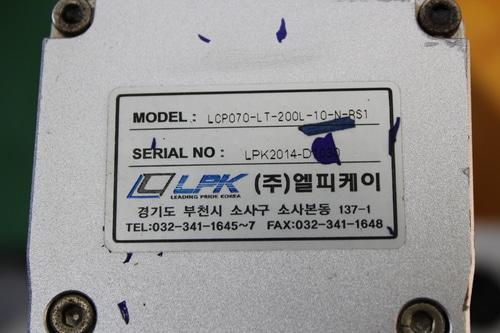 MODEL : LCP070-LT-200L-10-N-RS1
SERIAL NO : LPK2014-D1030
LPK (주)엘피케이
LEADING PRIDE KOREA
경기도 부천시 소사구 소사본동 137-1
TEL:032-341-1645~7 FAX:032-341-1648